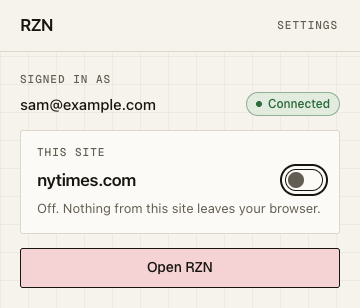 RZN
SETTINGS
SIGNED IN AS
sam@example.com
Connected
THIS SITE
nytimes.com
Off. Nothing from this site leaves your browser.
Open RZN